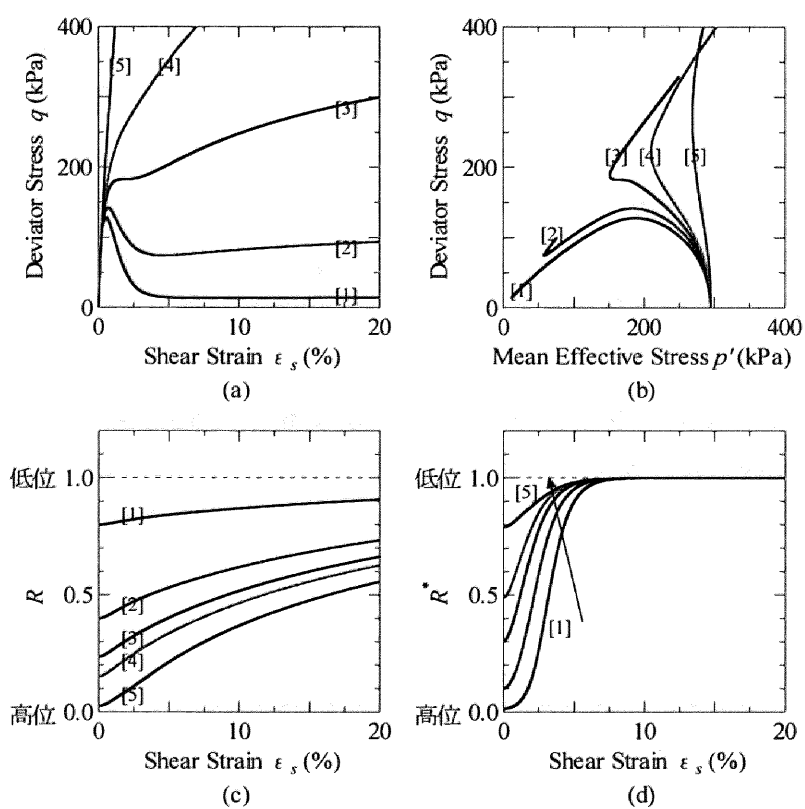 400
200
0
Deviator Stress q (kPa)
[5]
[4]
[3]
[2]
[1]
0
10
20
Shear Strain ε s (%)
(a)
400
200
0
Deviator Stress q (kPa)
[3]
[4]
[5]
[2]
[1]
0
200
400
Mean Effective Stress p′ (kPa)
(b)
低位 1.0
0.5
高位 0.0
R
[1]
[2]
[3]
[4]
[5]
0
10
20
Shear Strain ε s (%)
(c)
低位 1.0
0.5
高位 0.0
R*
[5]
[1]
0
10
20
Shear Strain ε s (%)
(d)